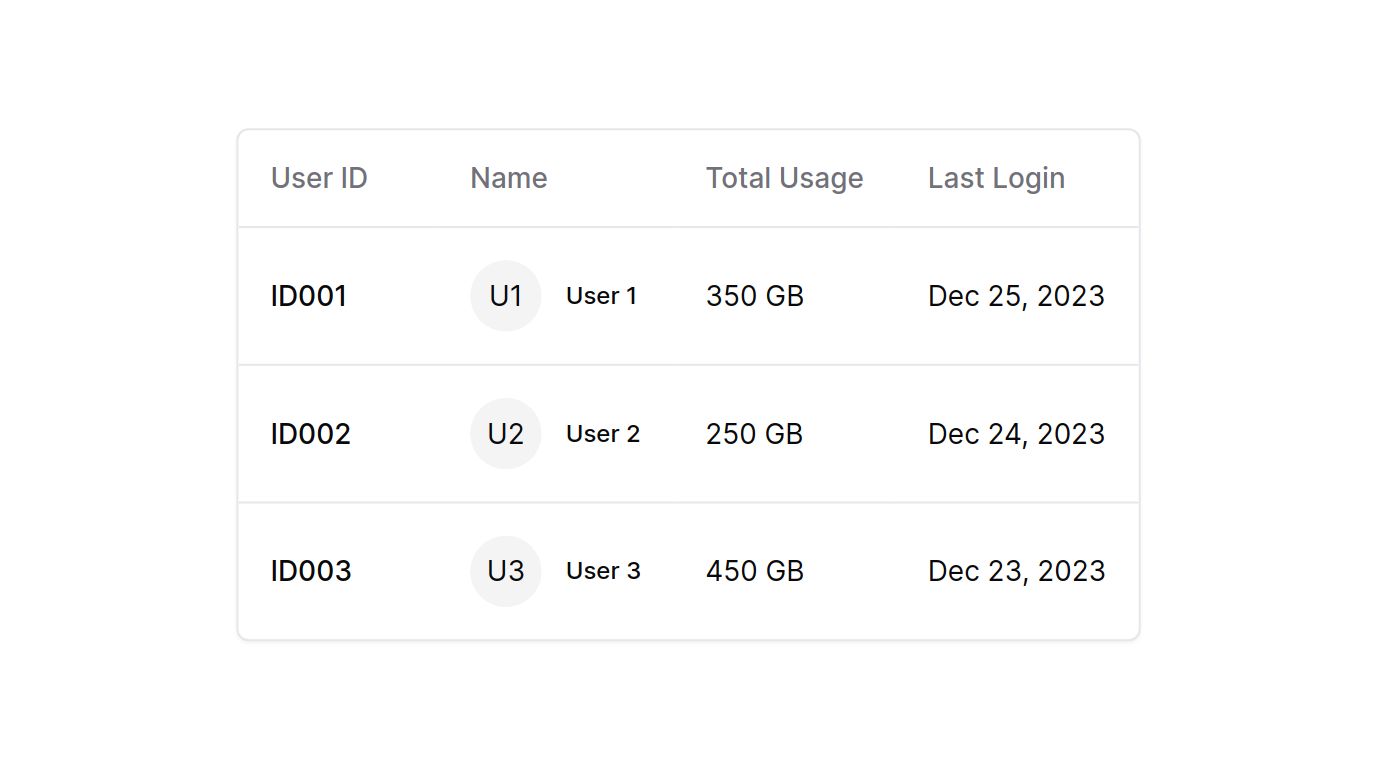 User ID Name Total Usage Last Login
ID001 U1 User 1 350 GB Dec 25, 2023
ID002 U2 User 2 250 GB Dec 24, 2023
ID003 U3 User 3 450 GB Dec 23, 2023